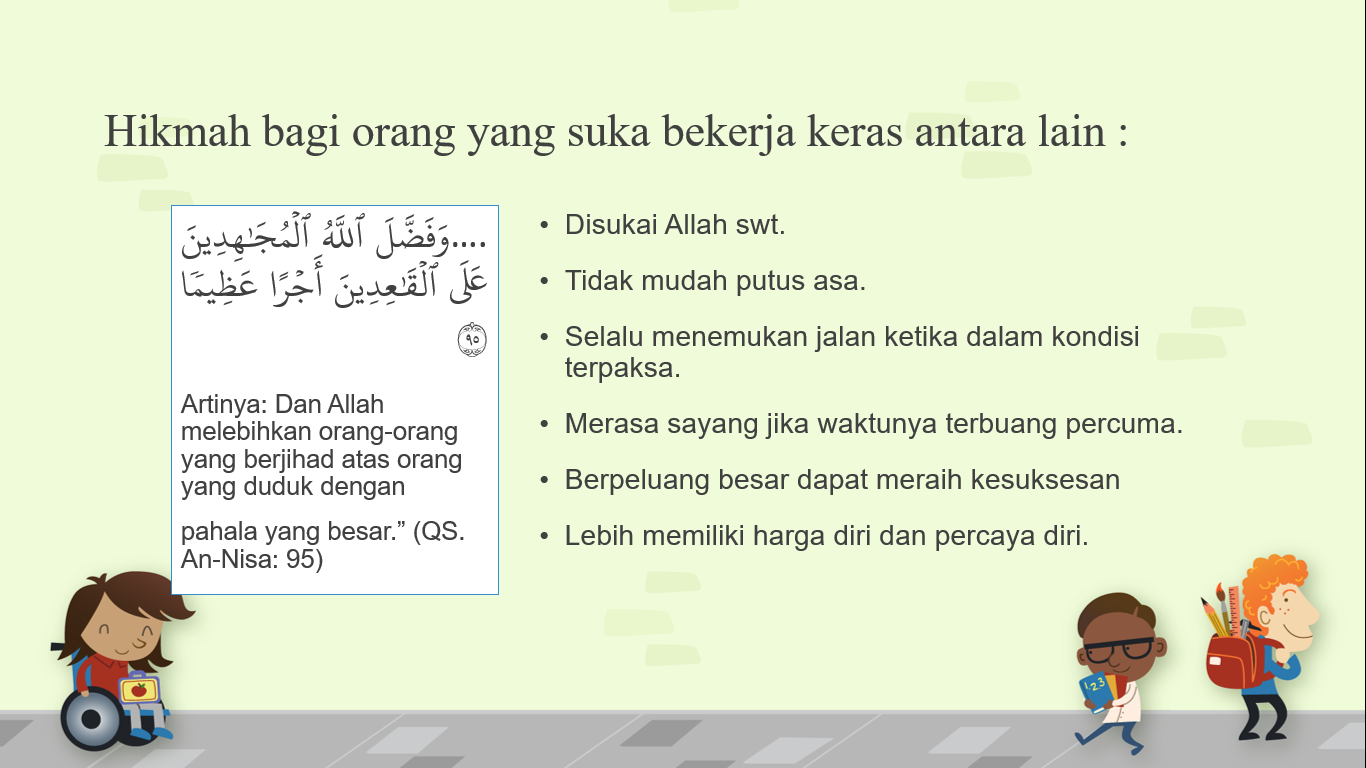 Hikmah bagi orang yang suka bekerja keras antara lain :
....وَفَضَّلَ ٱللَّهُ ٱلۡمُجَٰهِدِينَ
عَلَى ٱلۡقَٰعِدِينَ أَجۡرًا عَظِيمٗا
٩٥
Artinya: Dan Allah
melebihkan orang-orang
yang berjihad atas orang
yang duduk dengan
pahala yang besar.” (QS.
An-Nisa: 95)
• Disukai Allah swt.
• Tidak mudah putus asa.
• Selalu menemukan jalan ketika dalam kondisi
terpaksa.
• Merasa sayang jika waktunya terbuang percuma.
• Berpeluang besar dapat meraih kesuksesan
• Lebih memiliki harga diri dan percaya diri.
1,2,3